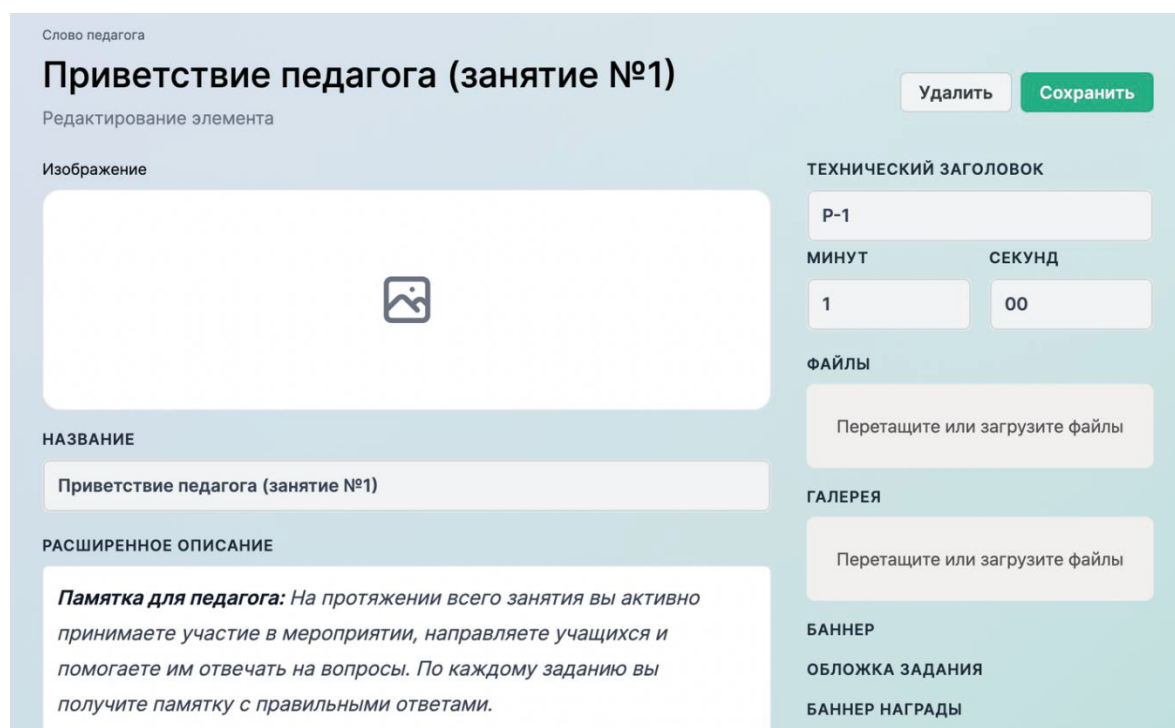 Слово педагога
Приветствие педагога (занятие №1)
Редактирование элемента
Удалить
Сохранить
Изображение
НАЗВАНИЕ
Приветствие педагога (занятие №1)
РАСШИРЕННОЕ ОПИСАНИЕ
Памятка для педагога: На протяжении всего занятия вы активно
принимаете участие в мероприятии, направляете учащихся и
помогаете им отвечать на вопросы. По каждому заданию вы
получите памятку с правильными ответами.
ТЕХНИЧЕСКИЙ ЗАГОЛОВОК
Р-1
МИНУТ
СЕКУНД
1
00
ФАЙЛЫ
Перетащите или загрузите файлы
ГАЛЕРЕЯ
Перетащите или загрузите файлы
БАННЕР
ОБЛОЖКА ЗАДАНИЯ
БАННЕР НАГРАДЫ